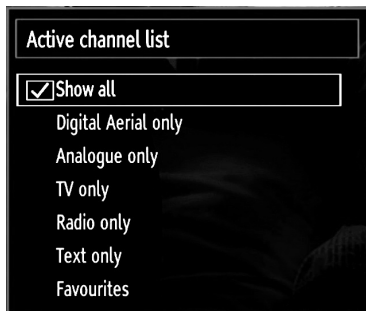 Active channel list
Show all
Digital Aerial only
Analogue only
TV only
Radio only
Text only
Favourites